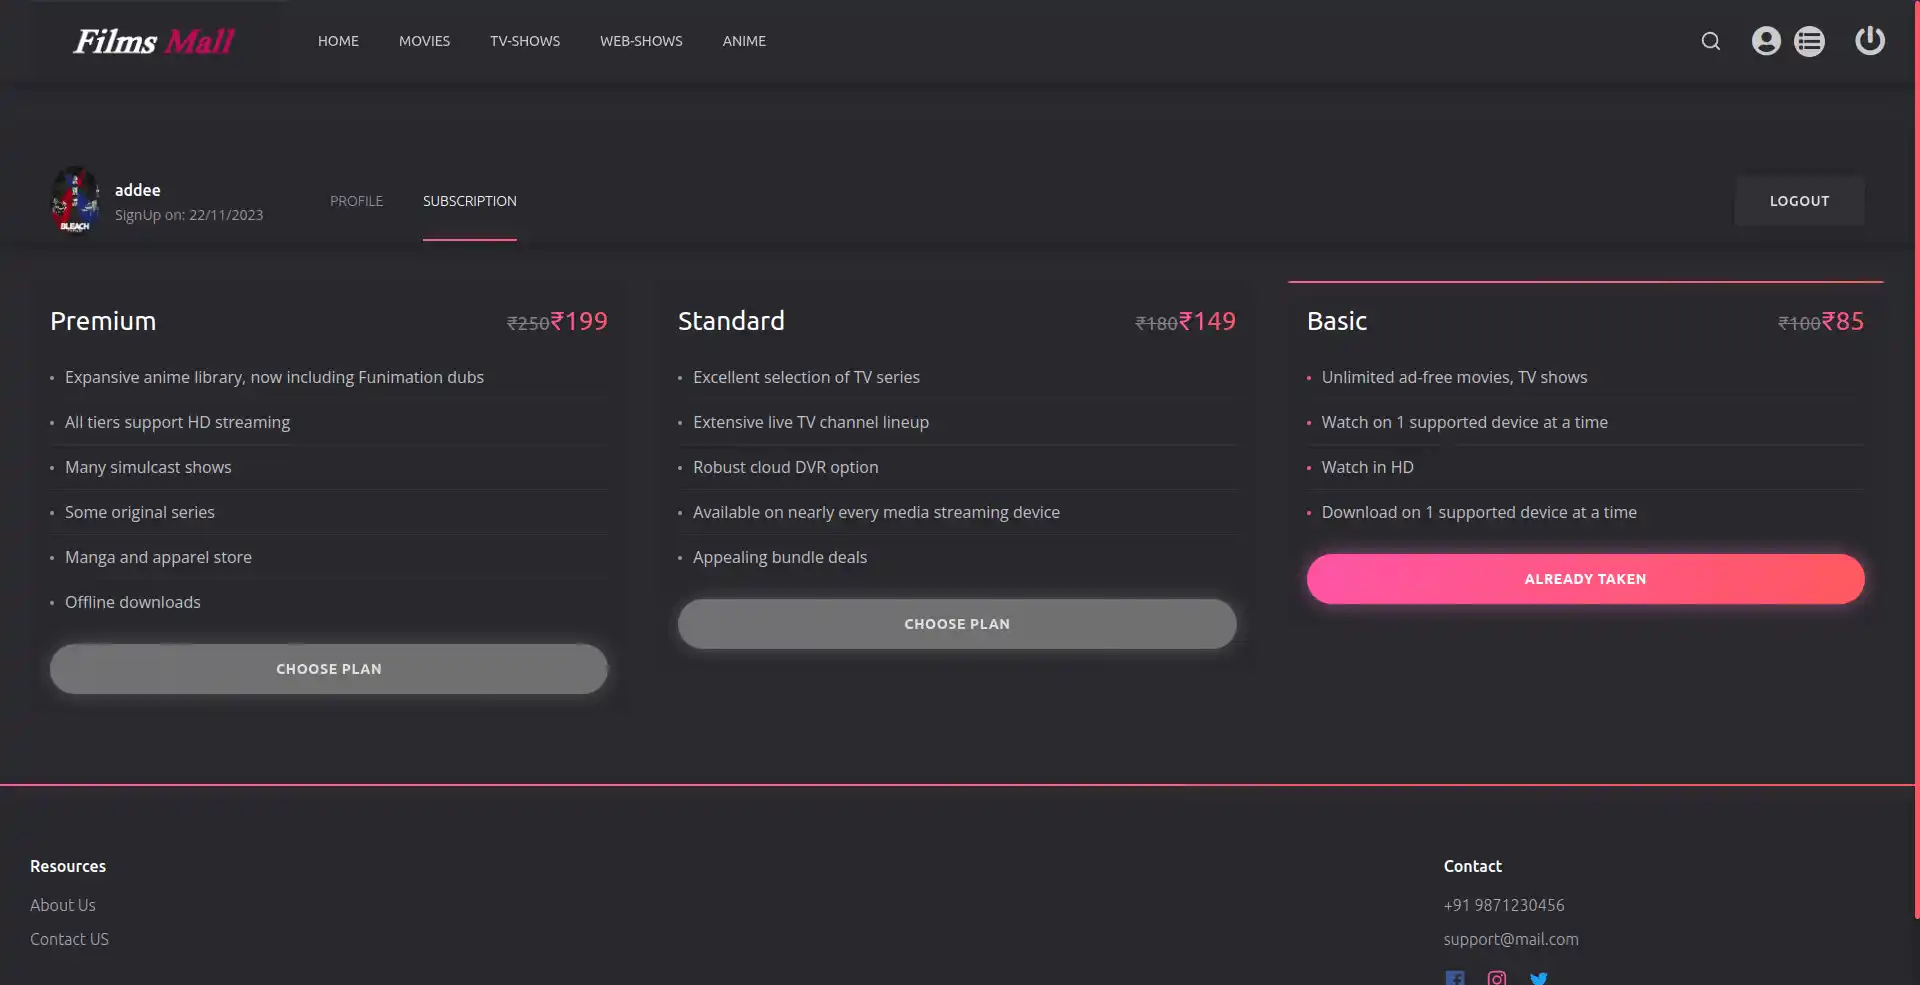 Films Mall
HOME
MOVIES
TV-SHOWS
WEB-SHOWS
ANIME
BLEACH
addee
SignUp on: 22/11/2023
PROFILE
SUBSCRIPTION
LOGOUT
Premium
₹250₹199
Expansive anime library, now including Funimation dubs
All tiers support HD streaming
Many simulcast shows
Some original series
Manga and apparel store
Offline downloads
CHOOSE PLAN
Standard
₹180₹149
Excellent selection of TV series
Extensive live TV channel lineup
Robust cloud DVR option
Available on nearly every media streaming device
Appealing bundle deals
CHOOSE PLAN
Basic
₹100₹85
Unlimited ad-free movies, TV shows
Watch on 1 supported device at a time
Watch in HD
Download on 1 supported device at a time
ALREADY TAKEN
Resources
About Us
Contact US
Contact
+91 9871230456
support@mail.com